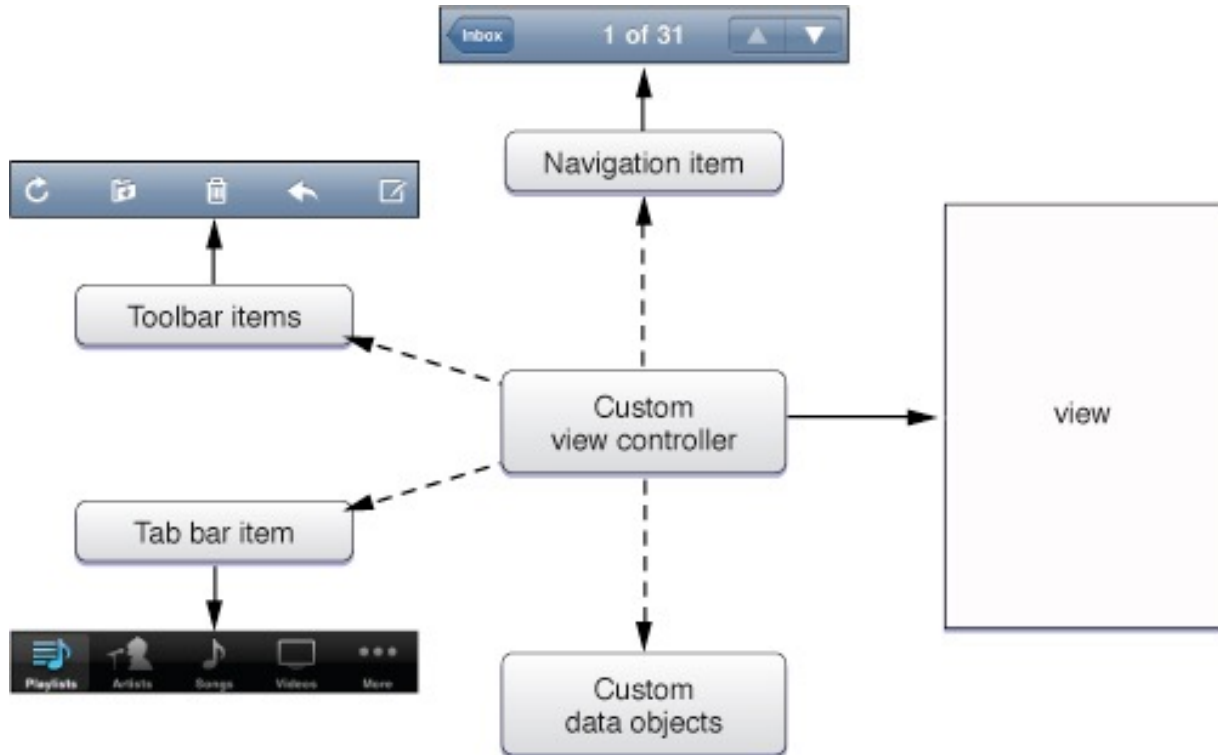 Inbox
1 of 31
Navigation item
Toolbar items
Custom
view controller
view
Tab bar item
Playlists Artists Songs Videos More
Custom
data objects